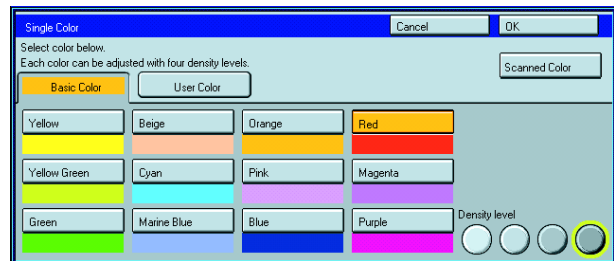 Single Color
Cancel
OK
Select color below.
Each color can be adjusted with four density levels.
Scanned Color
Basic Color
User Color
Yellow
Beige
Orange
Red
Yellow Green
Cyan
Pink
Magenta
Green
Marine Blue
Blue
Purple
Density level